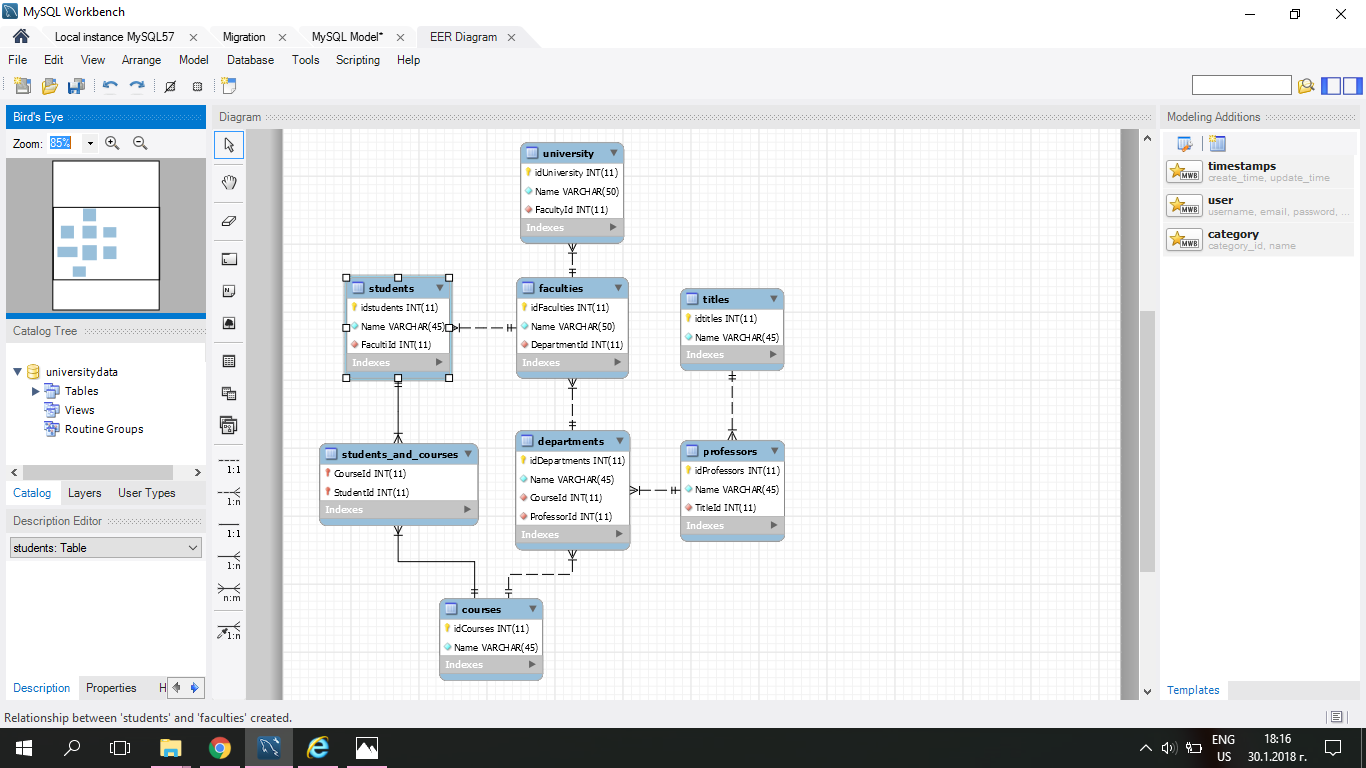 MySQL Workbench
Local instance MySQL57
Migration
MySQL Model*
EER Diagram
File Edit View Arrange Model Database Tools Scripting Help
Bird's Eye
Zoom: 85%
Catalog Tree
universitydata
Tables
Views
Routine Groups
Catalog Layers User Types
Description Editor
students: Table
Description Properties H
Diagram
1:1
1:n
1:1
1:n
n:m
1:n
university
idUniversity INT(11)
Name VARCHAR(50)
FacultyId INT(11)
Indexes
students
idstudents INT(11)
Name VARCHAR(45)
FacultiId INT(11)
Indexes
faculties
idFaculties INT(11)
Name VARCHAR(50)
DepartmentId INT(11)
Indexes
titles
idtitles INT(11)
Name VARCHAR(45)
Indexes
students_and_courses
CourseId INT(11)
StudentId INT(11)
Indexes
departments
idDepartments INT(11)
Name VARCHAR(45)
CourseId INT(11)
ProfessorId INT(11)
Indexes
professors
idProfessors INT(11)
Name VARCHAR(45)
TitleId INT(11)
Indexes
courses
idCourses INT(11)
Name VARCHAR(45)
Indexes
Modeling Additions
MWB
timestamps
create_time, update_time
MWB
user
username, email, password, ...
MWB
category
category_id, name
Templates
Relationship between 'students' and 'faculties' created.
ENG
US
18:16
30.1.2018 г.